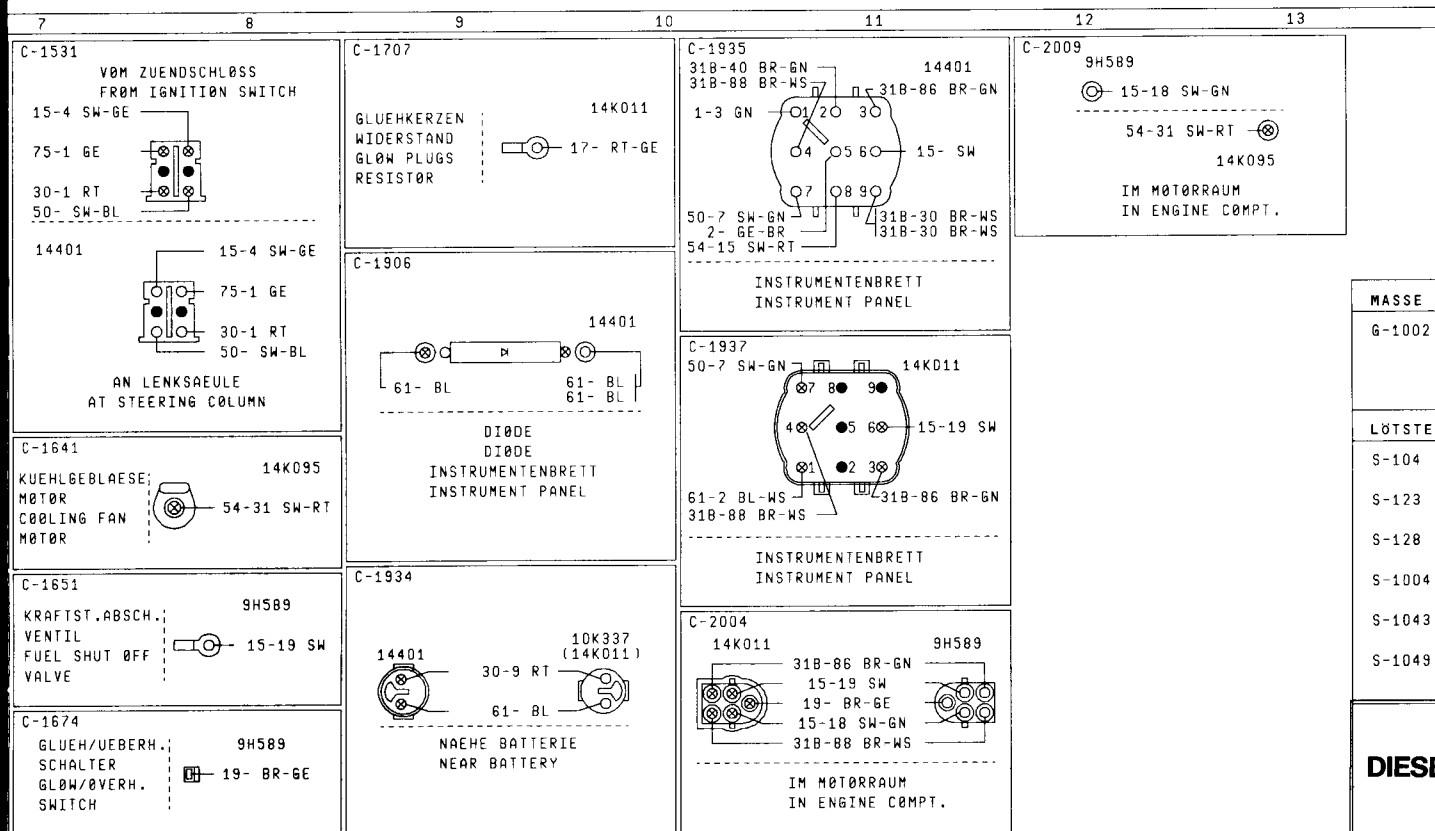 7 8 9 10 11 12 13
C-1531
VØM ZUENDSCHLØSS
FRØM IGNITIØN SWITCH
15-4 SW-GE
75-1 GE
30-1 RT
50- SW-BL
14401
15-4 SW-GE
75-1 GE
30-1 RT
50- SW-BL
AN LENKSAEULE
AT STEERING CØLUMN
C-1641
14K095
KUEHLGEBLAESE
MØTØR
CØØLING FAN
MØTØR
54-31 SW-RT
C-1651
9H589
KRAFTST.ABSCH.
VENTIL
FUEL SHUT ØFF
VALVE
15-19 SW
C-1674
GLUEH/UEBERH.
SCHALTER
GLØW/ØVERH.
SWITCH
9H589
19- BR-GE
C-1707
14K011
GLUEHKERZEN
WIDERSTAND
GLØW PLUGS
RESISTØR
17- RT-GE
C-1906
14401
61- BL
61- BL
61- BL
DIØDE
DIØDE
INSTRUMENTENBRETT
INSTRUMENT PANEL
C-1934
14401
10K337
(14K011)
30-9 RT
61- BL
NAEHE BATTERIE
NEAR BATTERY
C-1935
31B-40 BR-GN
31B-88 BR-WS
14401
31B-86 BR-GN
1-3 GN
1 2 3
4 5 6
15- SW
7 8 9
50-7 SW-GN
2- GE-BR
54-15 SW-RT
31B-30 BR-WS
31B-30 BR-WS
INSTRUMENTENBRETT
INSTRUMENT PANEL
C-1937
50-7 SW-GN
14K011
7 8 9
4 5 6
15-19 SW
1 2 3
61-2 BL-WS
31B-88 BR-WS
31B-86 BR-GN
INSTRUMENTENBRETT
INSTRUMENT PANEL
C-2004
14K011
9H589
31B-86 BR-GN
15-19 SW
19- BR-GE
15-18 SW-GN
31B-88 BR-WS
IM MØTØRRAUM
IN ENGINE CØMPT.
C-2009
9H589
15-18 SW-GN
54-31 SW-RT
14K095
IM MØTØRRAUM
IN ENGINE CØMPT.
MASSE
G-1002
LÖTSTE
S-104
S-123
S-128
S-1004
S-1043
S-1049
DIESE